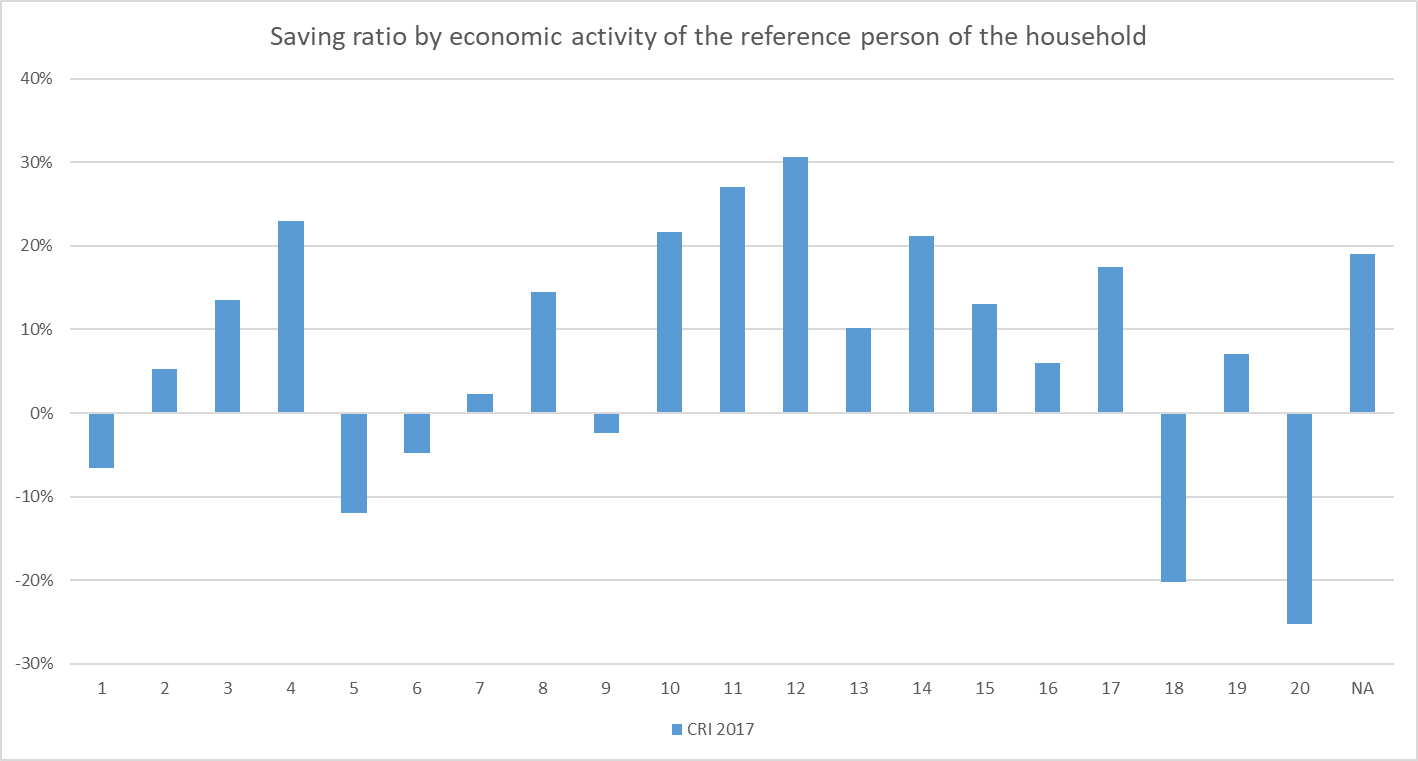 Saving ratio by economic activity of the reference person of the household
40%
30%
20%
10%
0%
-10%
-20%
-30%
1 2 3 4 5 6 7 8 9 10 11 12 13 14 15 16 17 18 19 20 NA
CRI 2017